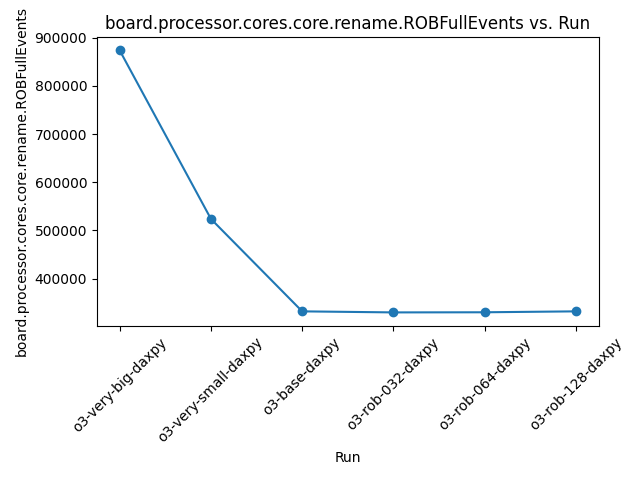 board.processor.cores.core.rename.ROBFullEvents vs. Run
board.processor.cores.core.rename.ROBFullEvents
900000
800000
700000
600000
500000
400000
o3-very-big-daxpy
o3-very-small-daxpy
o3-base-daxpy
o3-rob-032-daxpy
o3-rob-064-daxpy
o3-rob-128-daxpy
Run